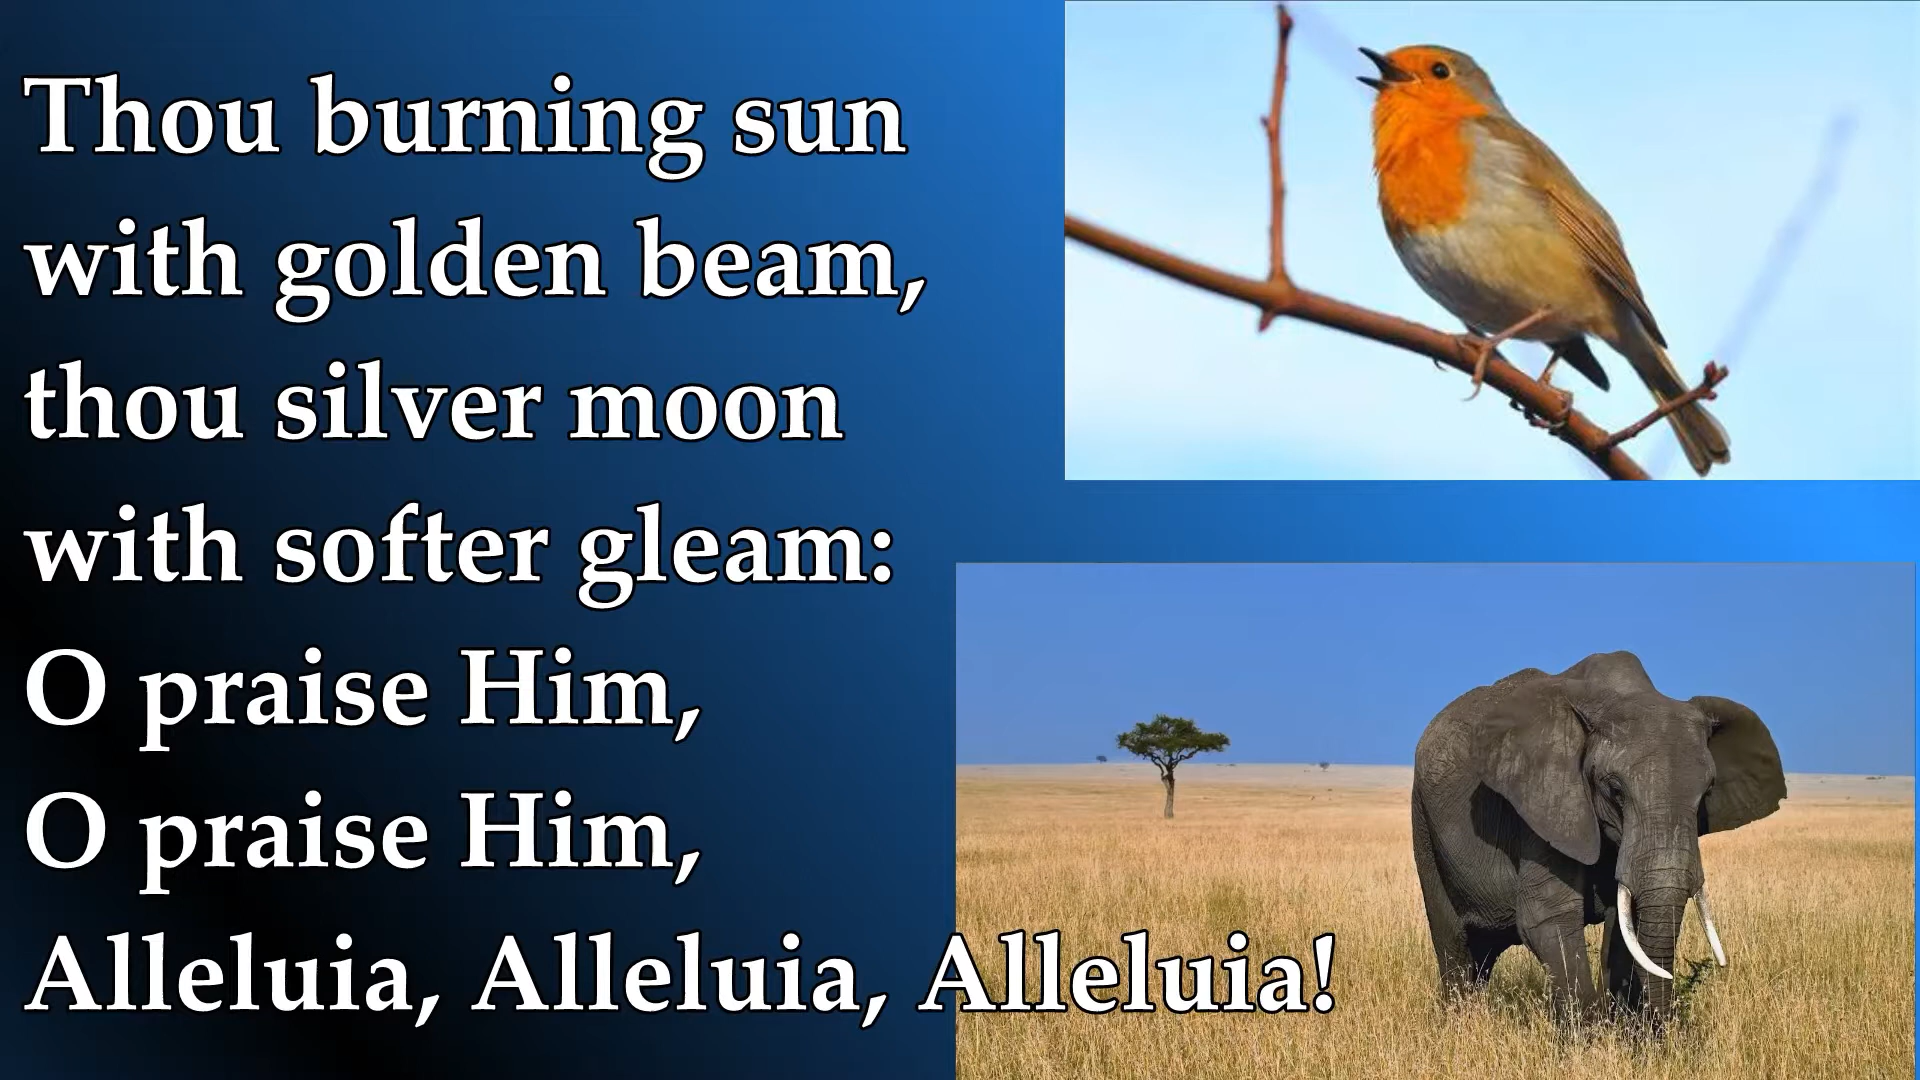 Thou burning sun
with golden beam,
thou silver moon
with softer gleam:
O praise Him,
O praise Him,
Alleluia, Alleluia, Alleluia!